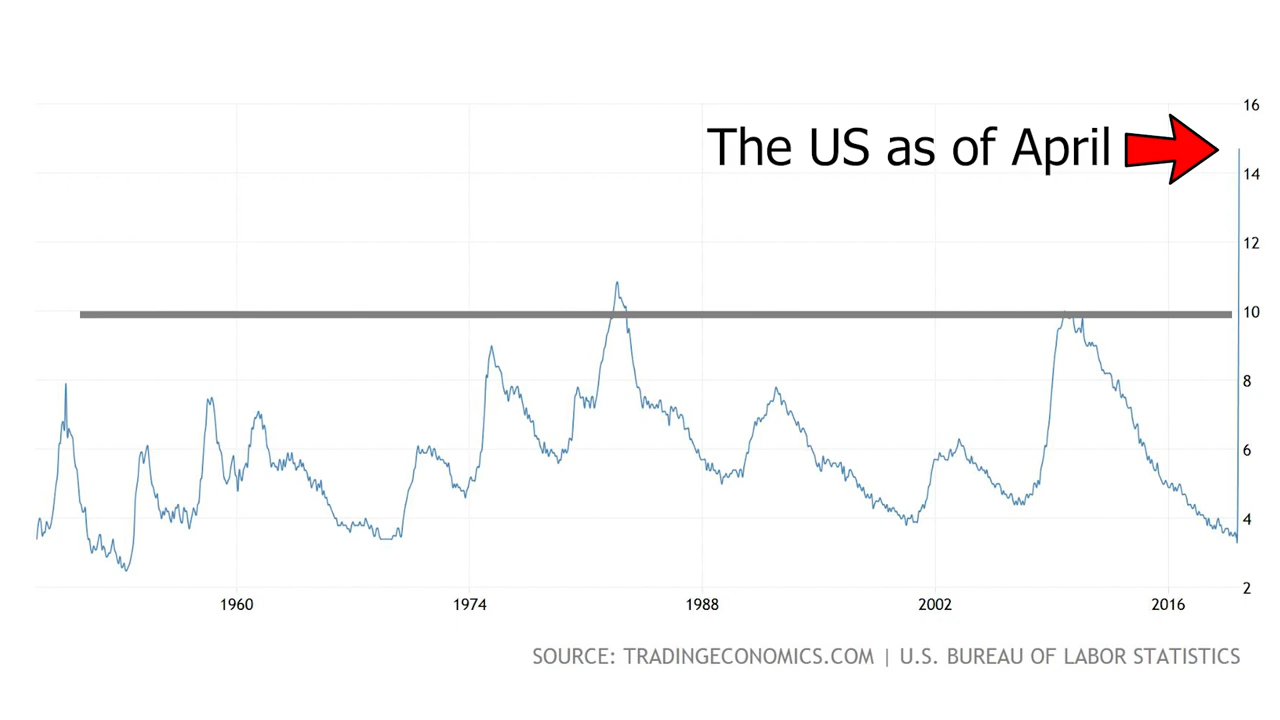 16
The US as of April
14
12
10
8
6
4
2
1960 1974 1988 2002 2016
SOURCE: TRADINGECONOMICS.COM | U.S. BUREAU OF LABOR STATISTICS